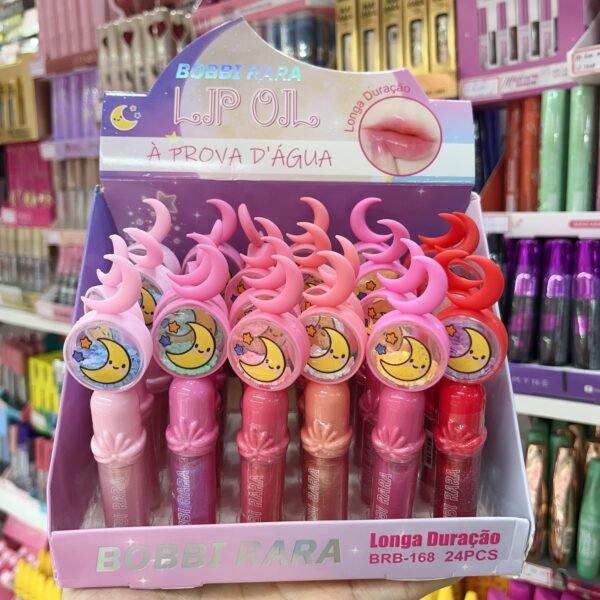 BOBBI RARA
LIP OIL
À PROVA D'ÁGUA
Longa Duração
BOBBI RARA
Longa Duração
BRB-168 24PCS